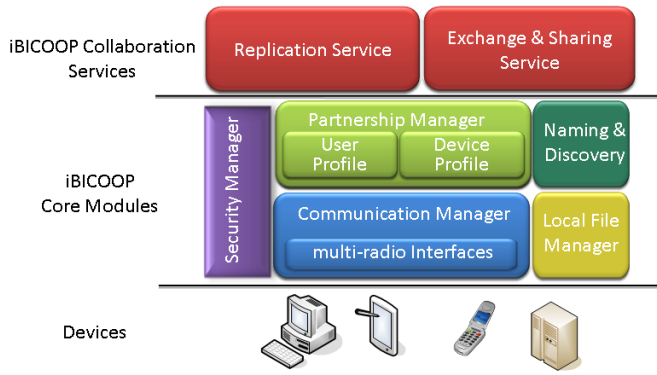 iBICOOP Collaboration
Services
Replication Service
Exchange & Sharing
Service
iBICOOP
Core Modules
Security Manager
Partnership Manager
User
Profile
Device
Profile
Naming &
Discovery
Communication Manager
multi-radio Interfaces
Local File
Manager
Devices